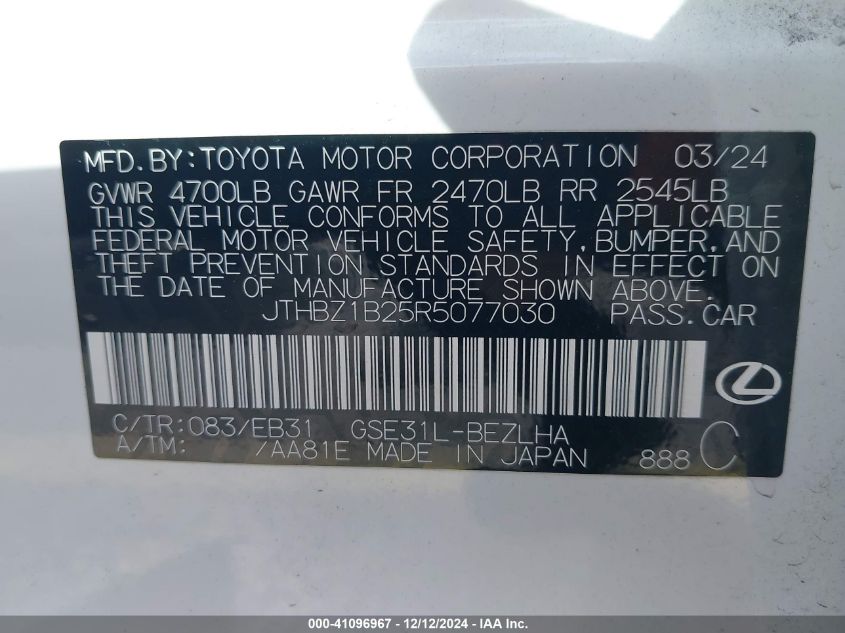 MFD.BY:TOYOTA MOTOR CORPORATION 03/24
GVWR 4700LB GAWR FR 2470LB RR 2545LB
THIS VEHICLE CONFORMS TO ALL APPLICABLE
FEDERAL MOTOR VEHICLE SAFETY, BUMPER, AND
THEFT PREVENTION STANDARDS IN EFFECT ON
THE DATE OF MANUFACTURE SHOWN ABOVE.
JTHBZ1B25R5077030 PASS.CAR
C/TR:083/EB31 GSE31L-BEZLHA
A/TM: /AA81E MADE IN JAPAN 888 C
000-41096967 - 12/12/2024 - IAA Inc.